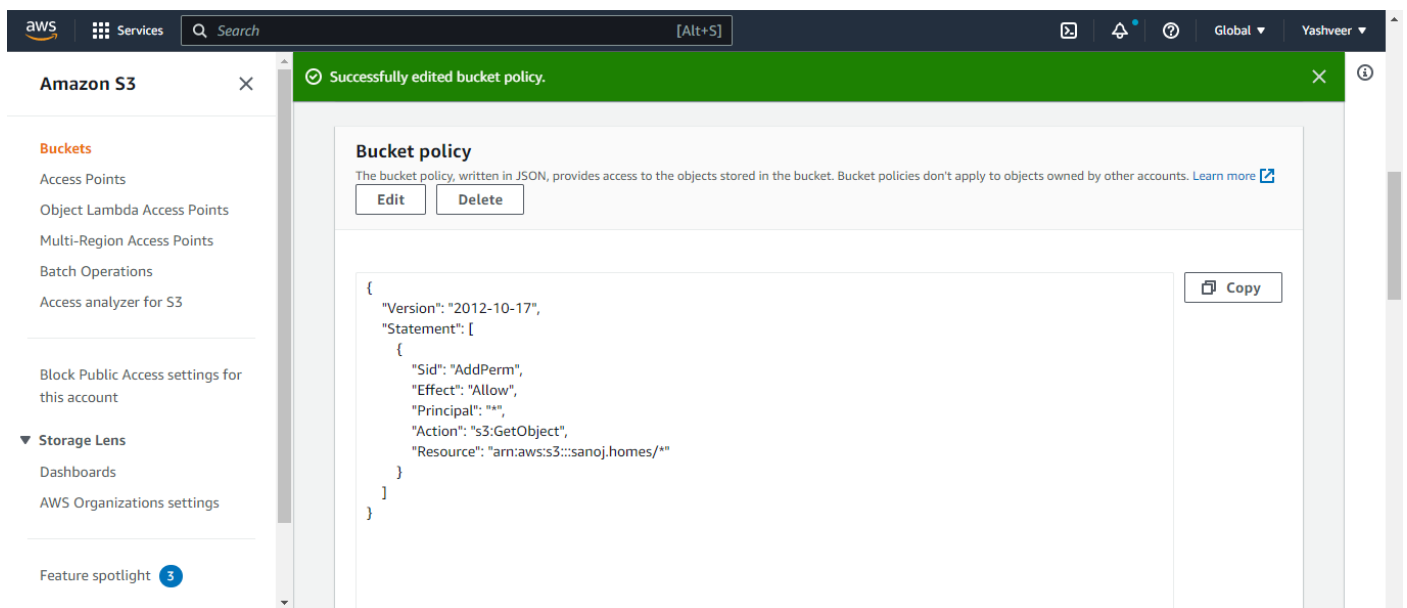 aws
Services
Search [Alt+S]
Global ▼
Yashveer ▼
Amazon S3
Buckets
Access Points
Object Lambda Access Points
Multi-Region Access Points
Batch Operations
Access analyzer for S3
Block Public Access settings for
this account
▼ Storage Lens
Dashboards
AWS Organizations settings
Feature spotlight 3
Successfully edited bucket policy.
Bucket policy
The bucket policy, written in JSON, provides access to the objects stored in the bucket. Bucket policies don't apply to objects owned by other accounts. Learn more
Edit
Delete
Copy
{
"Version": "2012-10-17",
"Statement": [
{
"Sid": "AddPerm",
"Effect": "Allow",
"Principal": "*",
"Action": "s3:GetObject",
"Resource": "arn:aws:s3:::sanoj.homes/*"
}
]
}